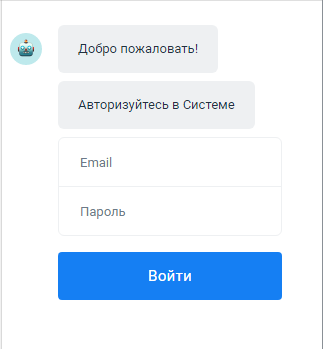 Добро пожаловать!
Авторизуйтесь в Системе
Email
Пароль
Войти